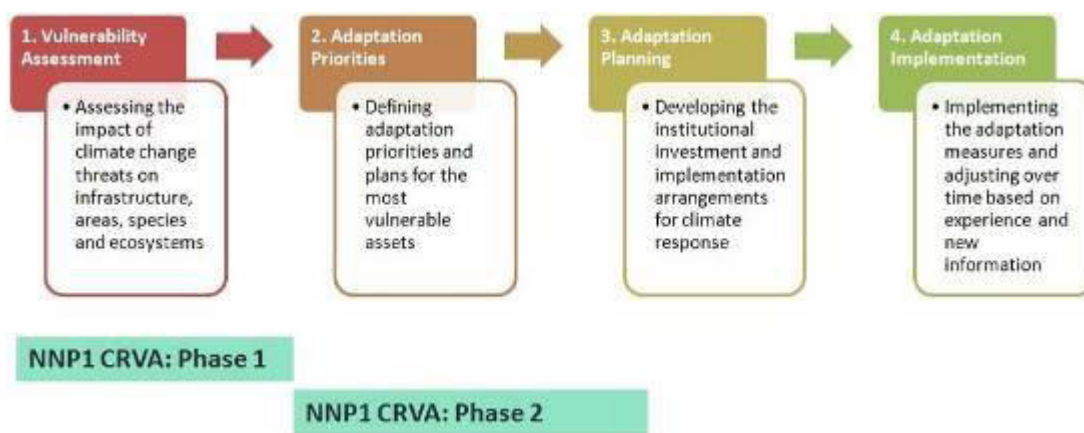 1. Vulnerability
Assessment
• Assessing the
impact of
climate change
threats on
infrastructure,
areas, species
and ecosystems
2. Adaptation
Priorities
• Defining
adaptation
priorities and
plans for the
most
vulnerable
assets
3. Adaptation
Planning
• Developing the
institutional
investment and
implementation
arrangements
for climate
response
4. Adaptation
Implementation
• Implementing
the adaptation
measures and
adjusting over
time based on
experience and
new
information
NNP1 CRVA: Phase 1
NNP1 CRVA: Phase 2